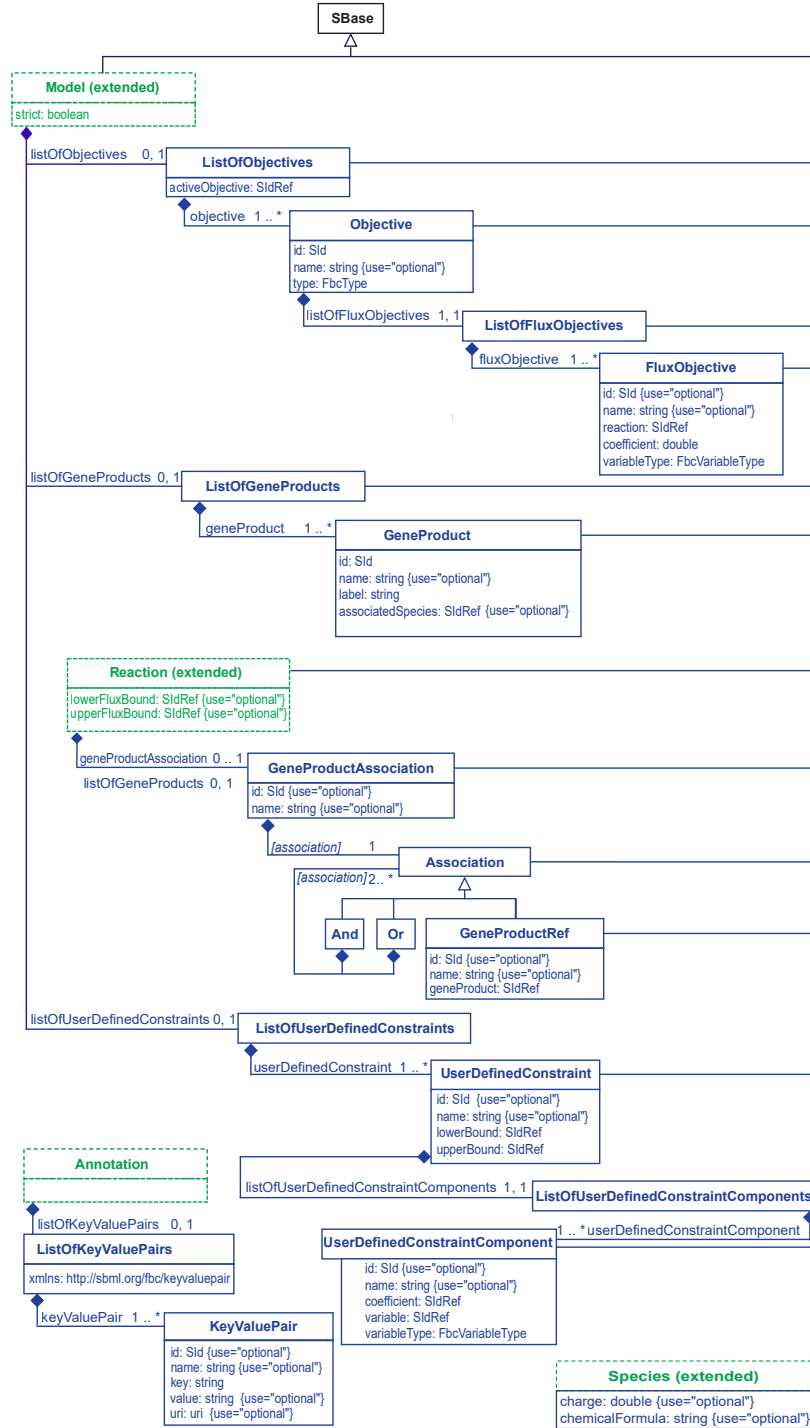 SBase
Model (extended)
strict: boolean
listOfObjectives 0, 1
ListOfObjectives
activeObjective: SIdRef
objective 1 .. *
Objective
id: SId
name: string {use="optional"}
type: FbcType
listOfFluxObjectives 1, 1
ListOfFluxObjectives
fluxObjective 1 .. *
FluxObjective
id: SId {use="optional"}
name: string {use="optional"}
reaction: SIdRef
coefficient: double
variableType: FbcVariableType
listOfGeneProducts 0, 1
ListOfGeneProducts
geneProduct 1 .. *
GeneProduct
id: SId
name: string {use="optional"}
label: string
associatedSpecies: SIdRef {use="optional"}
Reaction (extended)
lowerFluxBound: SIdRef {use="optional"}
upperFluxBound: SIdRef {use="optional"}
geneProductAssociation 0 .. 1
listOfGeneProducts 0, 1
GeneProductAssociation
id: SId {use="optional"}
name: string {use="optional"}
[association] 1
Association
[association] 2.. *
And
Or
GeneProductRef
id: SId {use="optional"}
name: string {use="optional"}
geneProduct: SIdRef
listOfUserDefinedConstraints 0, 1
ListOfUserDefinedConstraints
userDefinedConstraint 1 .. *
UserDefinedConstraint
id: SId {use="optional"}
name: string {use="optional"}
lowerBound: SIdRef
upperBound: SIdRef
listOfUserDefinedConstraintComponents 1, 1
ListOfUserDefinedConstraintComponents
1 .. * userDefinedConstraintComponent
UserDefinedConstraintComponent
id: SId {use="optional"}
name: string {use="optional"}
coefficient: SIdRef
variable: SIdRef
variableType: FbcVariableType
Annotation
listOfKeyValuePairs 0, 1
ListOfKeyValuePairs
xmlns: http://sbml.org/fbc/keyvaluepair
keyValuePair 1 .. *
KeyValuePair
id: SId {use="optional"}
name: string {use="optional"}
key: string
value: string {use="optional"}
uri: uri {use="optional"}
Species (extended)
charge: double {use="optional"}
chemicalFormula: string {use="optional"}